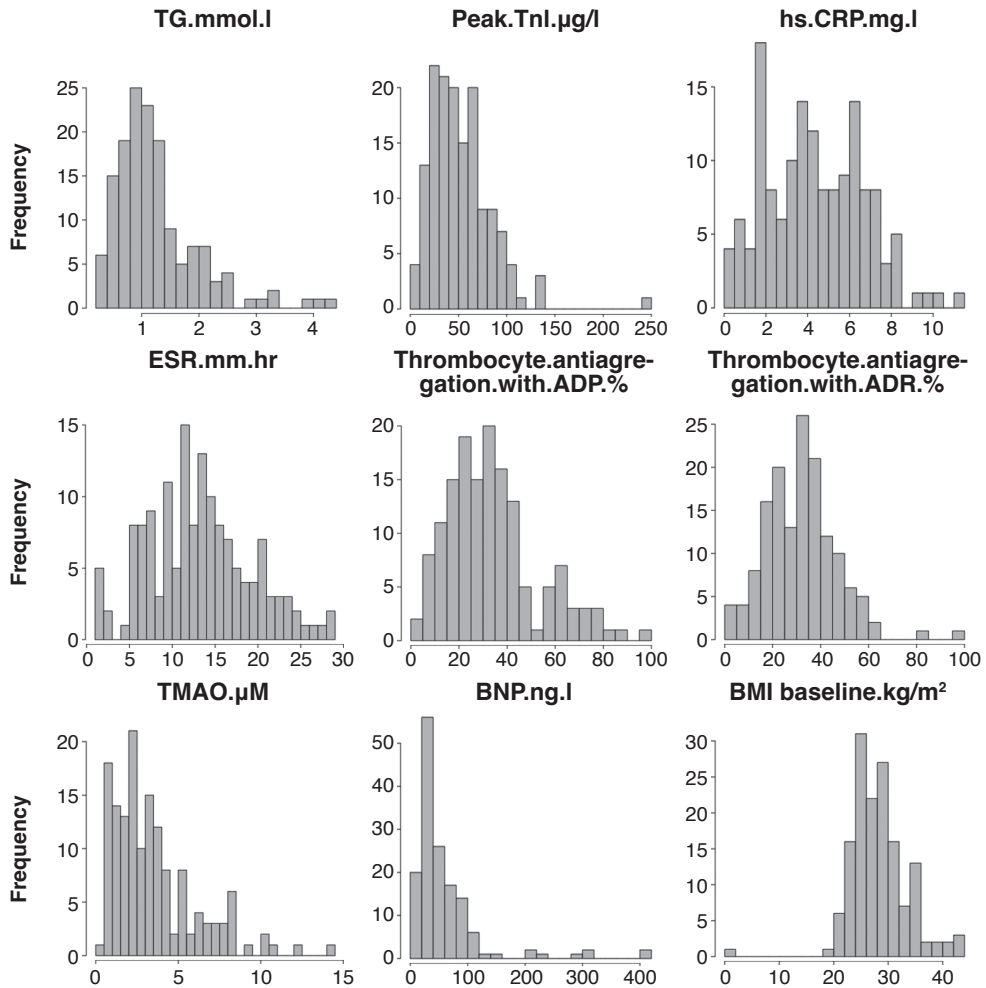 TG.mmol.l
Frequency
25
20
15
10
5
0
1 2 3 4
Peak.TnI.µg/l
20
15
10
5
0
0 50 100 150 200 250
hs.CRP.mg.l
15
10
5
0
0 2 4 6 8 10
ESR.mm.hr
Frequency
15
10
5
0
0 5 10 15 20 25 30
Thrombocyte.antiagre-
gation.with.ADP.%
20
15
10
5
0
0 20 40 60 80 100
Thrombocyte.antiagre-
gation.with.ADR.%
25
20
15
10
5
0
0 20 40 60 80 100
TMAO.µM
Frequency
20
15
10
5
0
0 5 10 15
BNP.ng.l
50
40
30
20
10
0
0 100 200 300 400
BMI baseline.kg/m²
30
25
20
15
10
5
0
0 10 20 30 40